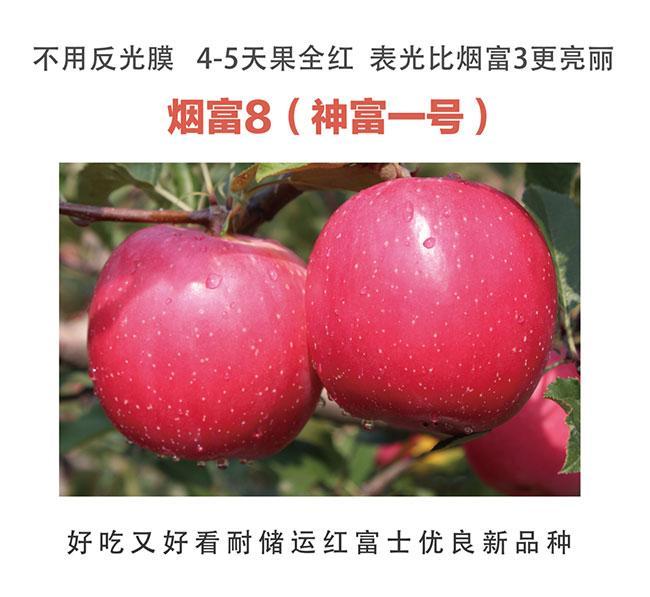 不用反光膜 4-5天果全红 表光比烟富3更亮丽
烟富8（神富一号）
好吃又好看耐储运红富士优良新品种